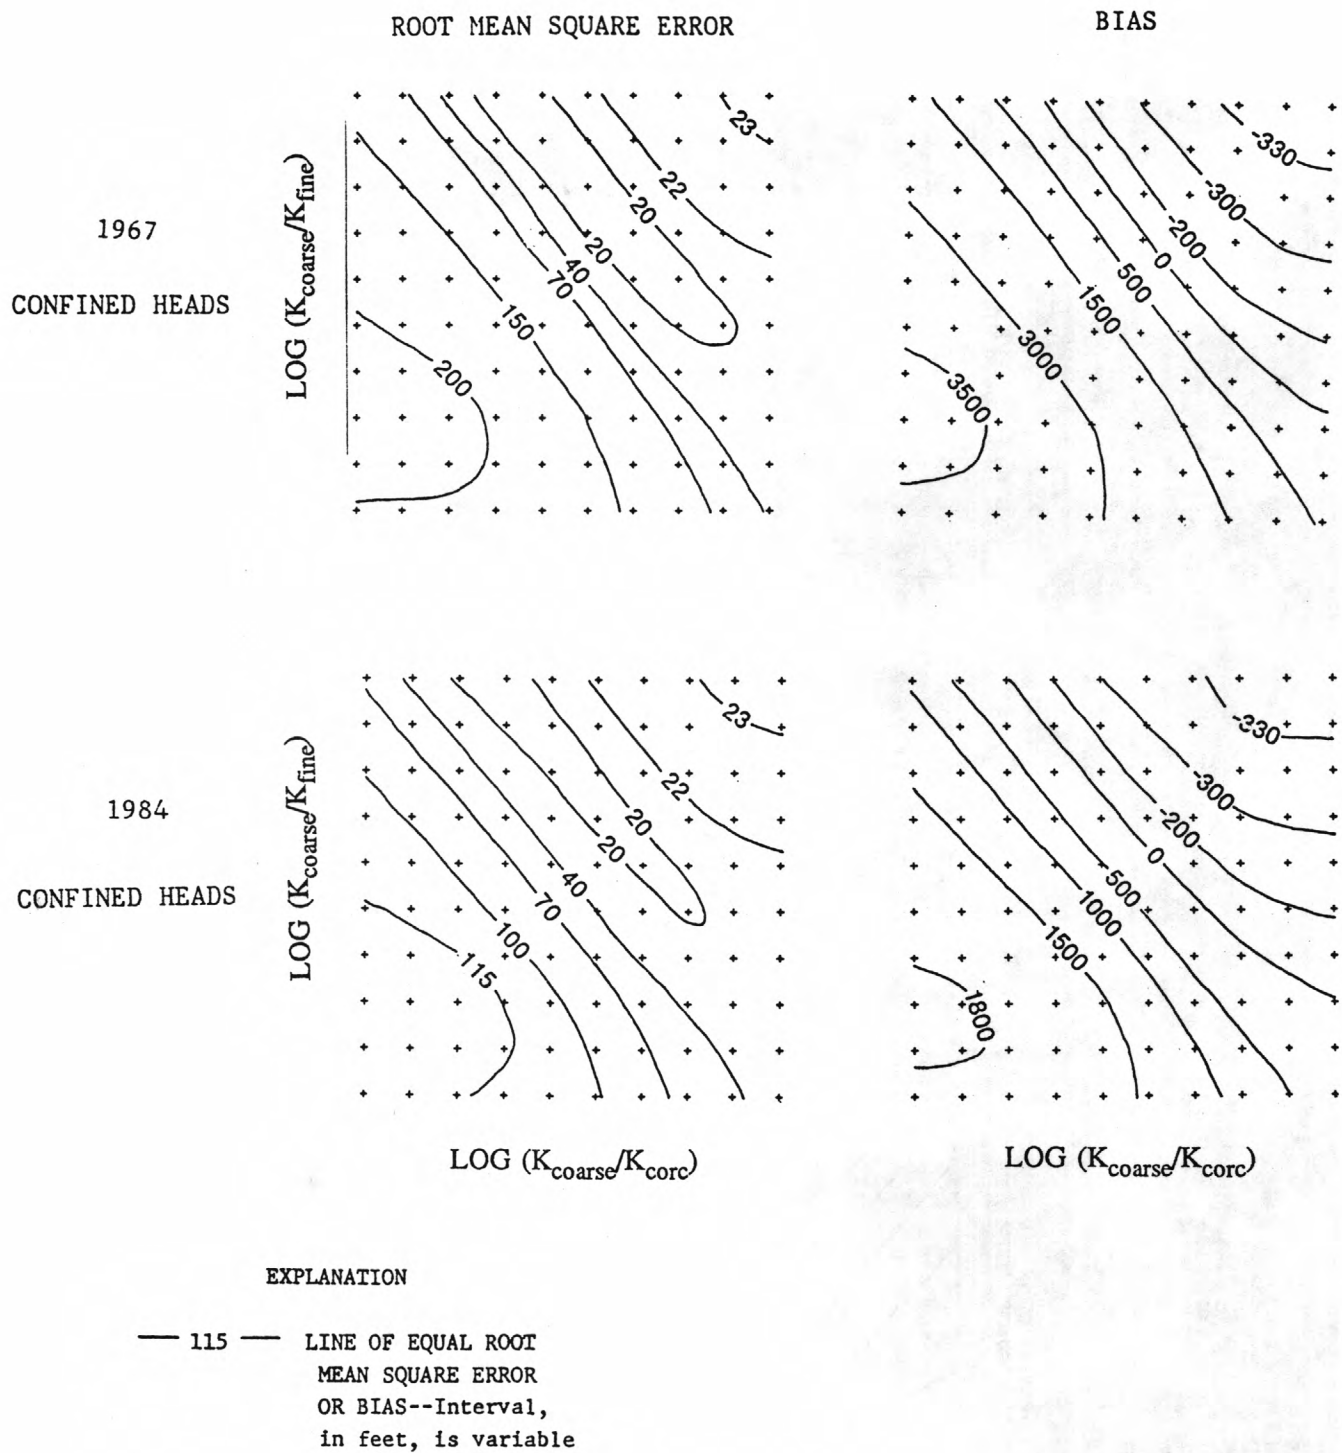 ROOT MEAN SQUARE ERROR
BIAS
1967
CONFINED HEADS
LOG (Kcoarse/Kfine)
23
22
20
20
40
70
150
200
-330
-300
-200
0
500
1500
3000
3500
1984
CONFINED HEADS
LOG (Kcoarse/Kfine)
23
22
20
20
40
70
100
115
-330
-300
-200
0
500
1000
1500
1800
LOG (Kcoarse/Kcorc)
LOG (Kcoarse/Kcorc)
EXPLANATION
— 115 — LINE OF EQUAL ROOT
MEAN SQUARE ERROR
OR BIAS--Interval,
in feet, is variable